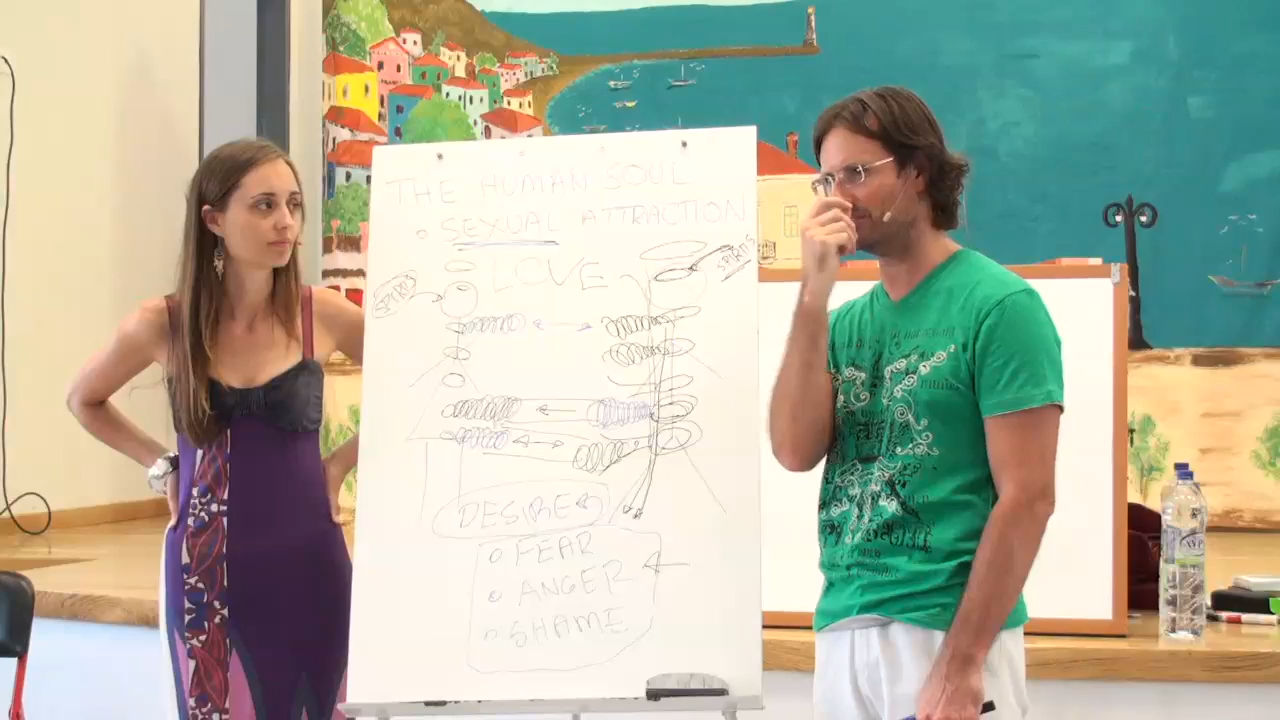 THE HUMAN SOUL
SEXUAL ATTRACTION
LOVE
SPIRITS
SPIRITS
DESIRE
FEAR
ANGER
SHAME